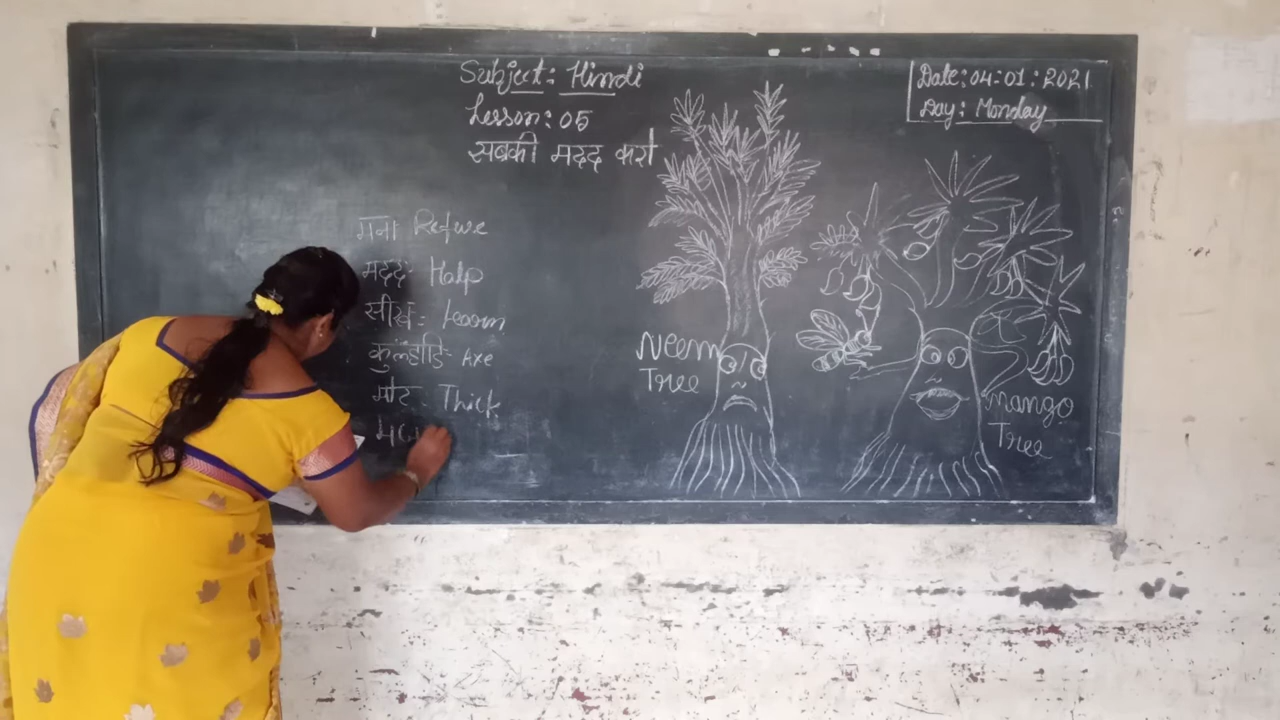 Subject: Hindi
Lesson: 05
सबकी मदद करो
Date: 04:01:2021
Day: Monday
मना Refuse
मदद: Help
सीख: Learn
Axe
मोट - Thick
Neem
Tree
Mango
Tree